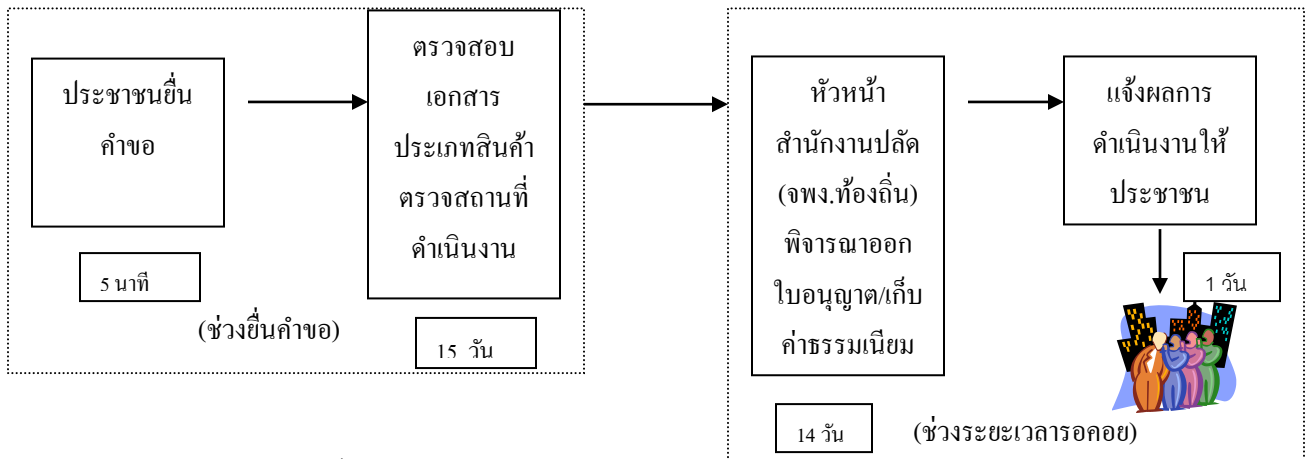 ประชาชนยื่น
คำขอ
5 นาที
ตรวจสอบ
เอกสาร
ประเภทสินค้า
ตรวจสถานที่
ดำเนินงาน
(ช่วงยื่นคำขอ)
15 วัน
หัวหน้า
สำนักงานปลัด
(จพง.ท้องถิ่น)
พิจารณาออก
ใบอนุญาต/เก็บ
ค่าธรรมเนียม
14 วัน
แจ้งผลการ
ดำเนินงานให้
ประชาชน
1 วัน
(ช่วงระยะเวลารอคอย)